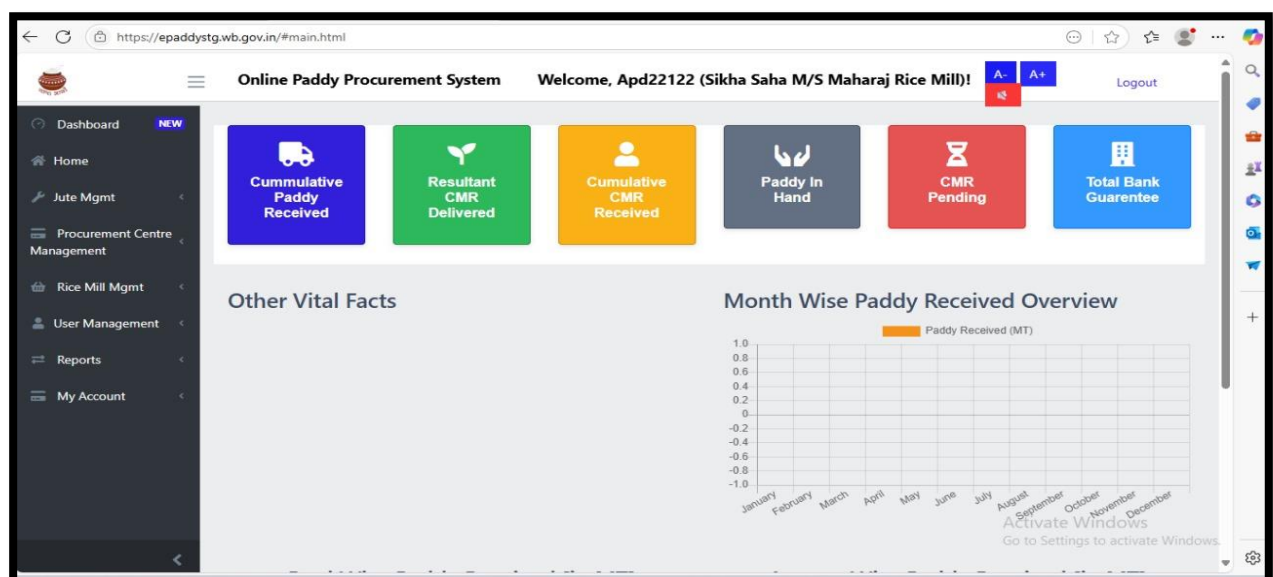 https://epaddystg.wb.gov.in/#main.html
Online Paddy Procurement System
Welcome, Apd22122 (Sikha Saha M/S Maharaj Rice Mill)!
A-
A+
Logout
Dashboard
NEW
Home
Jute Mgmt
Procurement Centre
Management
Rice Mill Mgmt
User Management
Reports
My Account
Cummulative
Paddy
Received
Resultant
CMR
Delivered
Cumulative
CMR
Received
Paddy In
Hand
CMR
Pending
Total Bank
Guarentee
Other Vital Facts
Month Wise Paddy Received Overview
Paddy Received (MT)
1.0
0.8
0.6
0.4
0.2
0
-0.2
-0.4
-0.6
-0.8
-1.0
January
February
March
April
May
June
July
August
September
October
November
December
Activate Windows
Go to Settings to activate Windows.